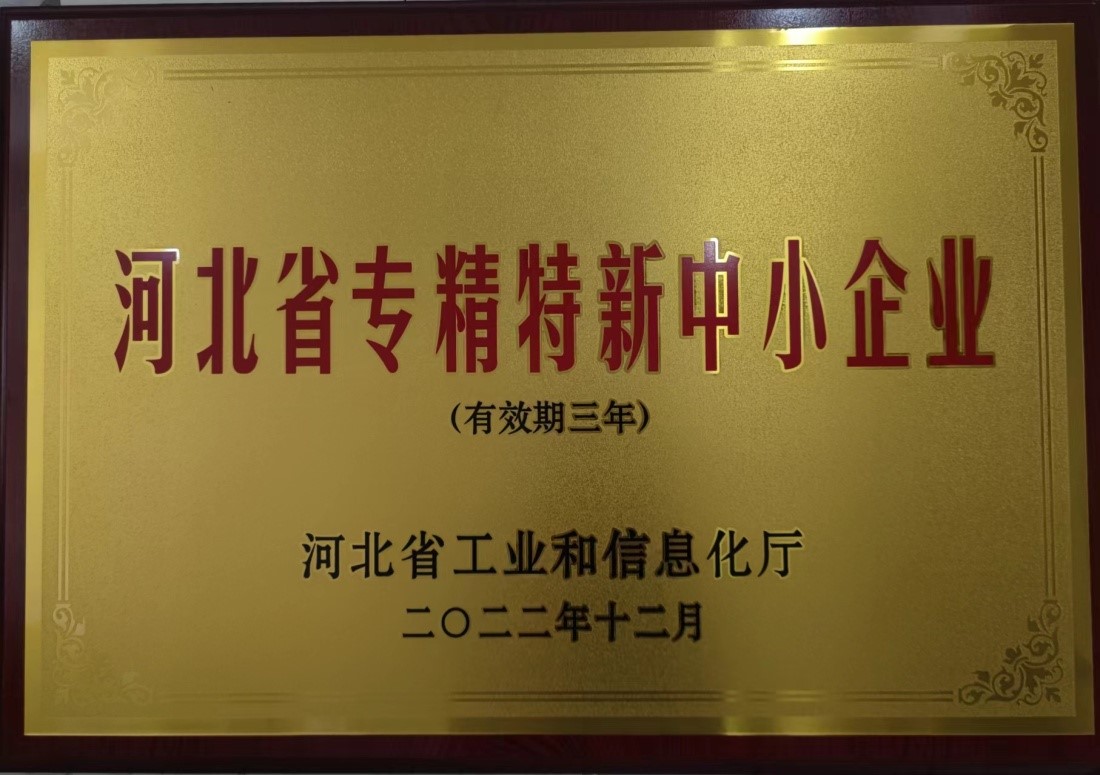 河北省专精特新中小企业
(有效期三年)
河北省工业和信息化厅
二〇二二年十二月